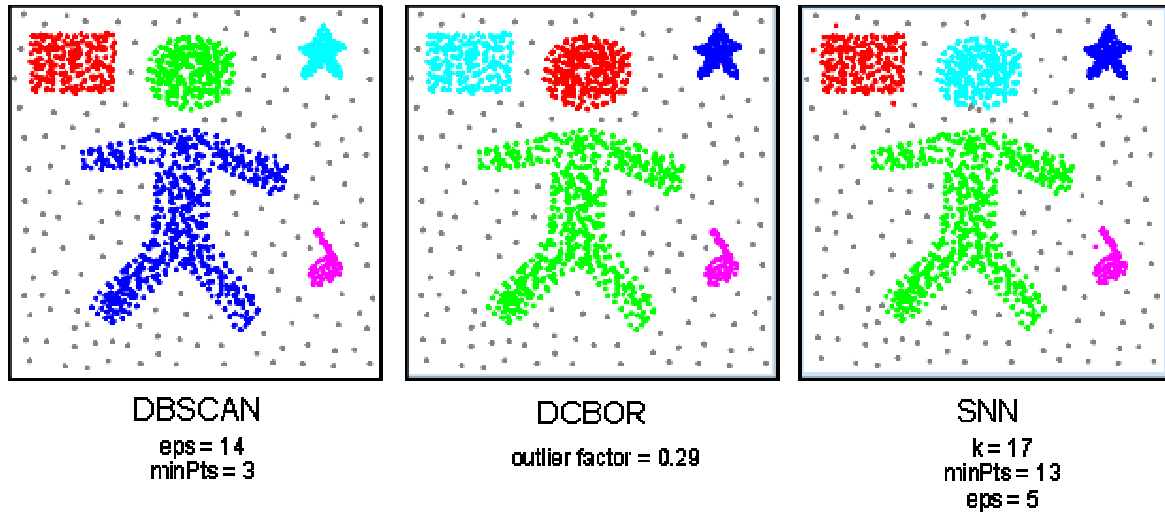 DBSCAN
eps = 14
minPts = 3
DCBOR
outlier factor = 0.29
SNN
k = 17
minPts = 13
eps = 5